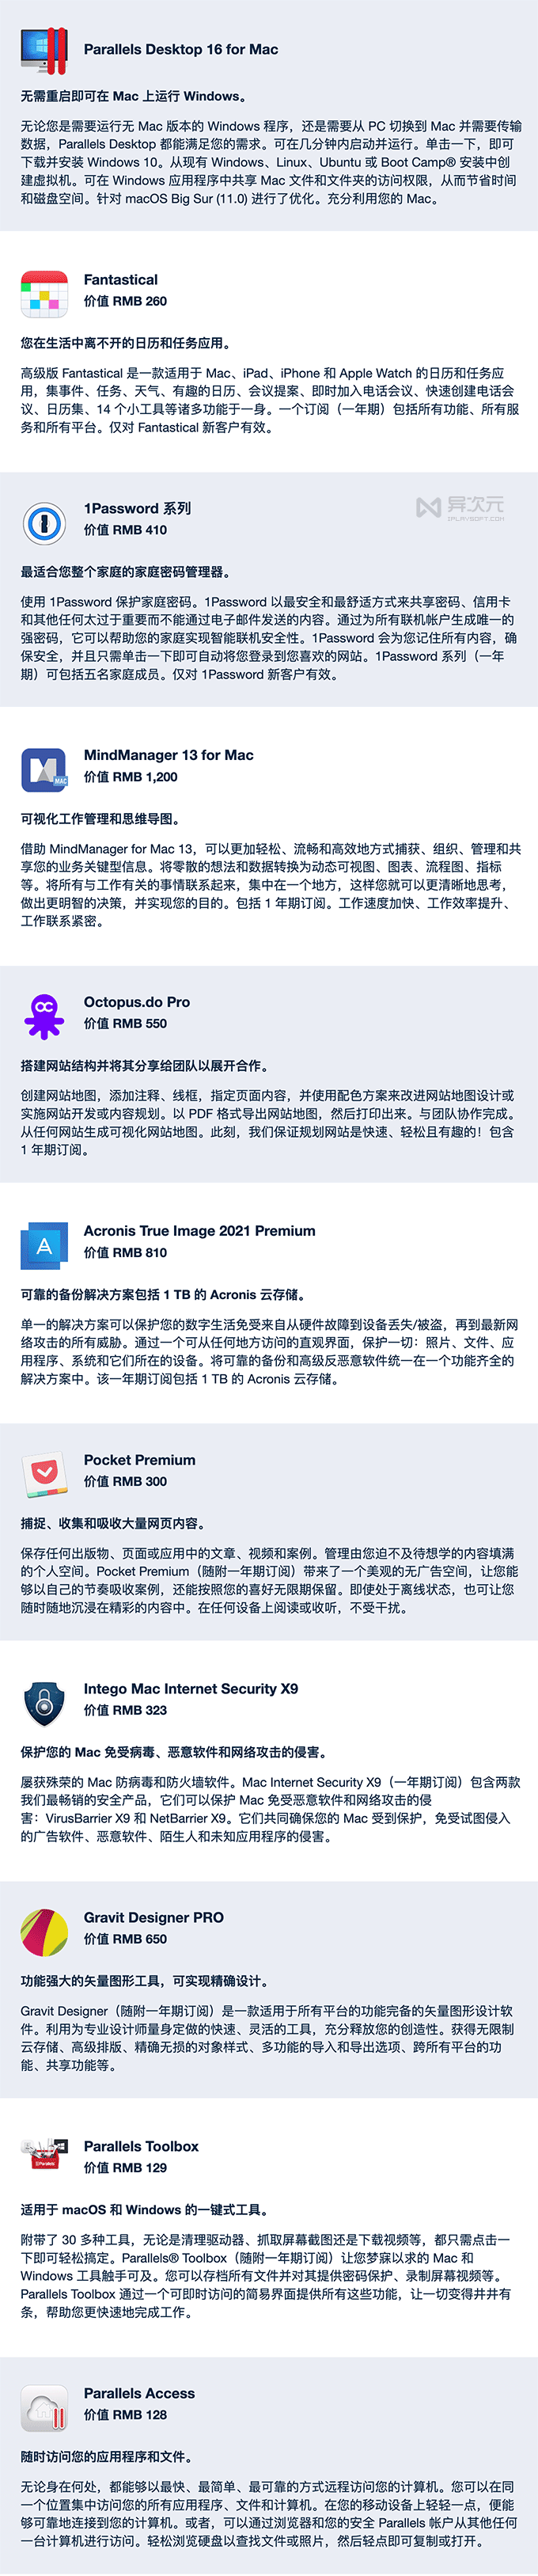 Parallels Desktop 16 for Mac
无需重启即可在 Mac 上运行 Windows。
无论您是需要运行无 Mac 版本的 Windows 程序，还是需要从 PC 切换到 Mac 并需要传输
数据，Parallels Desktop 都能满足您的需求。可在几分钟内启动并运行。单击一下，即可
下载并安装 Windows 10。从现有 Windows、Linux、Ubuntu 或 Boot Camp® 安装中创
建虚拟机。可在 Windows 应用程序中共享 Mac 文件和文件夹的访问权限，从而节省时间
和磁盘空间。针对 macOS Big Sur (11.0) 进行了优化。充分利用您的 Mac。
Fantastical
价值 RMB 260
您在生活中离不开的日历和任务应用。
高级版 Fantastical 是一款适用于 Mac、iPad、iPhone 和 Apple Watch 的日历和任务应
用，集事件、任务、天气、有趣的日历、会议提案、即时加入电话会议、快速创建电话会
议、日历集、14 个小工具等诸多功能于一身。一个订阅（一年期）包括所有功能、所有服
务和所有平台。仅对 Fantastical 新客户有效。
1Password 系列
价值 RMB 410
异次元
IPLAYSOFT.COM
最适合您整个家庭的家庭密码管理器。
使用 1Password 保护家庭密码。1Password 以最安全和最舒适方式来共享密码、信用卡
和其他任何太过于重要而不能通过电子邮件发送的内容。通过为所有联机帐户生成唯一的
强密码，它可以帮助您的家庭实现智能联机安全性。1Password 会为您记住所有内容，确
保安全，并且只需单击一下即可自动将您登录到您喜欢的网站。1Password 系列（一年
期）可包括五名家庭成员。仅对 1Password 新客户有效。
MAC
MindManager 13 for Mac
价值 RMB 1,200
可视化工作管理和思维导图。
借助 MindManager for Mac 13，可以更加轻松、流畅和高效地方式捕获、组织、管理和共
享您的业务关键型信息。将零散的想法和数据转换为动态可视图、图表、流程图、指标
等。将所有与工作有关的事情联系起来，集中在一个地方，这样您就可以更清晰地思考，
做出更明智的决策，并实现您的目的。包括 1 年期订阅。工作速度加快、工作效率提升、
工作联系紧密。
Octopus.do Pro
价值 RMB 550
搭建网站结构并将其分享给团队以展开合作。
创建网站地图，添加注释、线框，指定页面内容，并使用配色方案来改进网站地图设计或
实施网站开发或内容规划。以 PDF 格式导出网站地图，然后打印出来。与团队协作完成。
从任何网站生成可视化网站地图。此刻，我们保证规划网站是快速、轻松且有趣的！包含
1 年期订阅。
Acronis True Image 2021 Premium
价值 RMB 810
可靠的备份解决方案包括 1 TB 的 Acronis 云存储。
单一的解决方案可以保护您的数字生活免受来自从硬件故障到设备丢失/被盗，再到最新网
络攻击的所有威胁。通过一个可从任何地方访问的直观界面，保护一切：照片、文件、应
用程序、系统和它们所在的设备。将可靠的备份和高级反恶意软件统一在一个功能齐全的
解决方案中。该一年期订阅包括 1 TB 的 Acronis 云存储。
Pocket Premium
价值 RMB 300
捕捉、收集和吸收大量网页内容。
保存任何出版物、页面或应用中的文章、视频和案例。管理由您迫不及待想学的内容填满
的个人空间。Pocket Premium（随附一年期订阅）带来了一个美观的无广告空间，让您能
够以自己的节奏吸收案例，还能按照您的喜好无限期保留。即使处于离线状态，也可让您
随时随地沉浸在精彩的内容中。在任何设备上阅读或收听，不受干扰。
Intego Mac Internet Security X9
价值 RMB 323
保护您的 Mac 免受病毒、恶意软件和网络攻击的侵害。
屡获殊荣的 Mac 防病毒和防火墙软件。Mac Internet Security X9（一年期订阅）包含两款
我们最畅销的安全产品，它们可以保护 Mac 免受恶意软件和网络攻击的侵
害：VirusBarrier X9 和 NetBarrier X9。它们共同确保您的 Mac 受到保护，免受试图侵入
的广告软件、恶意软件、陌生人和未知应用程序的侵害。
Gravit Designer PRO
价值 RMB 650
功能强大的矢量图形工具，可实现精确设计。
Gravit Designer（随附一年期订阅）是一款适用于所有平台的功能完备的矢量图形设计软
件。利用为专业设计师量身定做的快速、灵活的工具，充分释放您的创造性。获得无限制
云存储、高级排版、精确无损的对象样式、多功能的导入和导出选项、跨所有平台的功
能、共享功能等。
Parallels Toolbox
价值 RMB 129
适用于 macOS 和 Windows 的一键式工具。
附带了 30 多种工具，无论是清理驱动器、抓取屏幕截图还是下载视频等，都只需点击一
下即可轻松搞定。Parallels® Toolbox（随附一年期订阅）让您梦寐以求的 Mac 和
Windows 工具触手可及。您可以存档所有文件并对其提供密码保护、录制屏幕视频等。
Parallels Toolbox 通过一个可即时访问的简易界面提供所有这些功能，让一切变得井井有
条，帮助您更快速地完成工作。
Parallels Access
价值 RMB 128
随时访问您的应用程序和文件。
无论身在何处，都能够以最快、最简单、最可靠的方式远程访问您的计算机。您可以在同
一个位置集中访问您的所有应用程序、文件和计算机。在您的移动设备上轻轻一点，便能
够可靠地连接到您的计算机。或者，可以通过浏览器和您的安全 Parallels 帐户从其他任何
一台计算机进行访问。轻松浏览硬盘以查找文件或照片，然后轻点即可复制或打开。